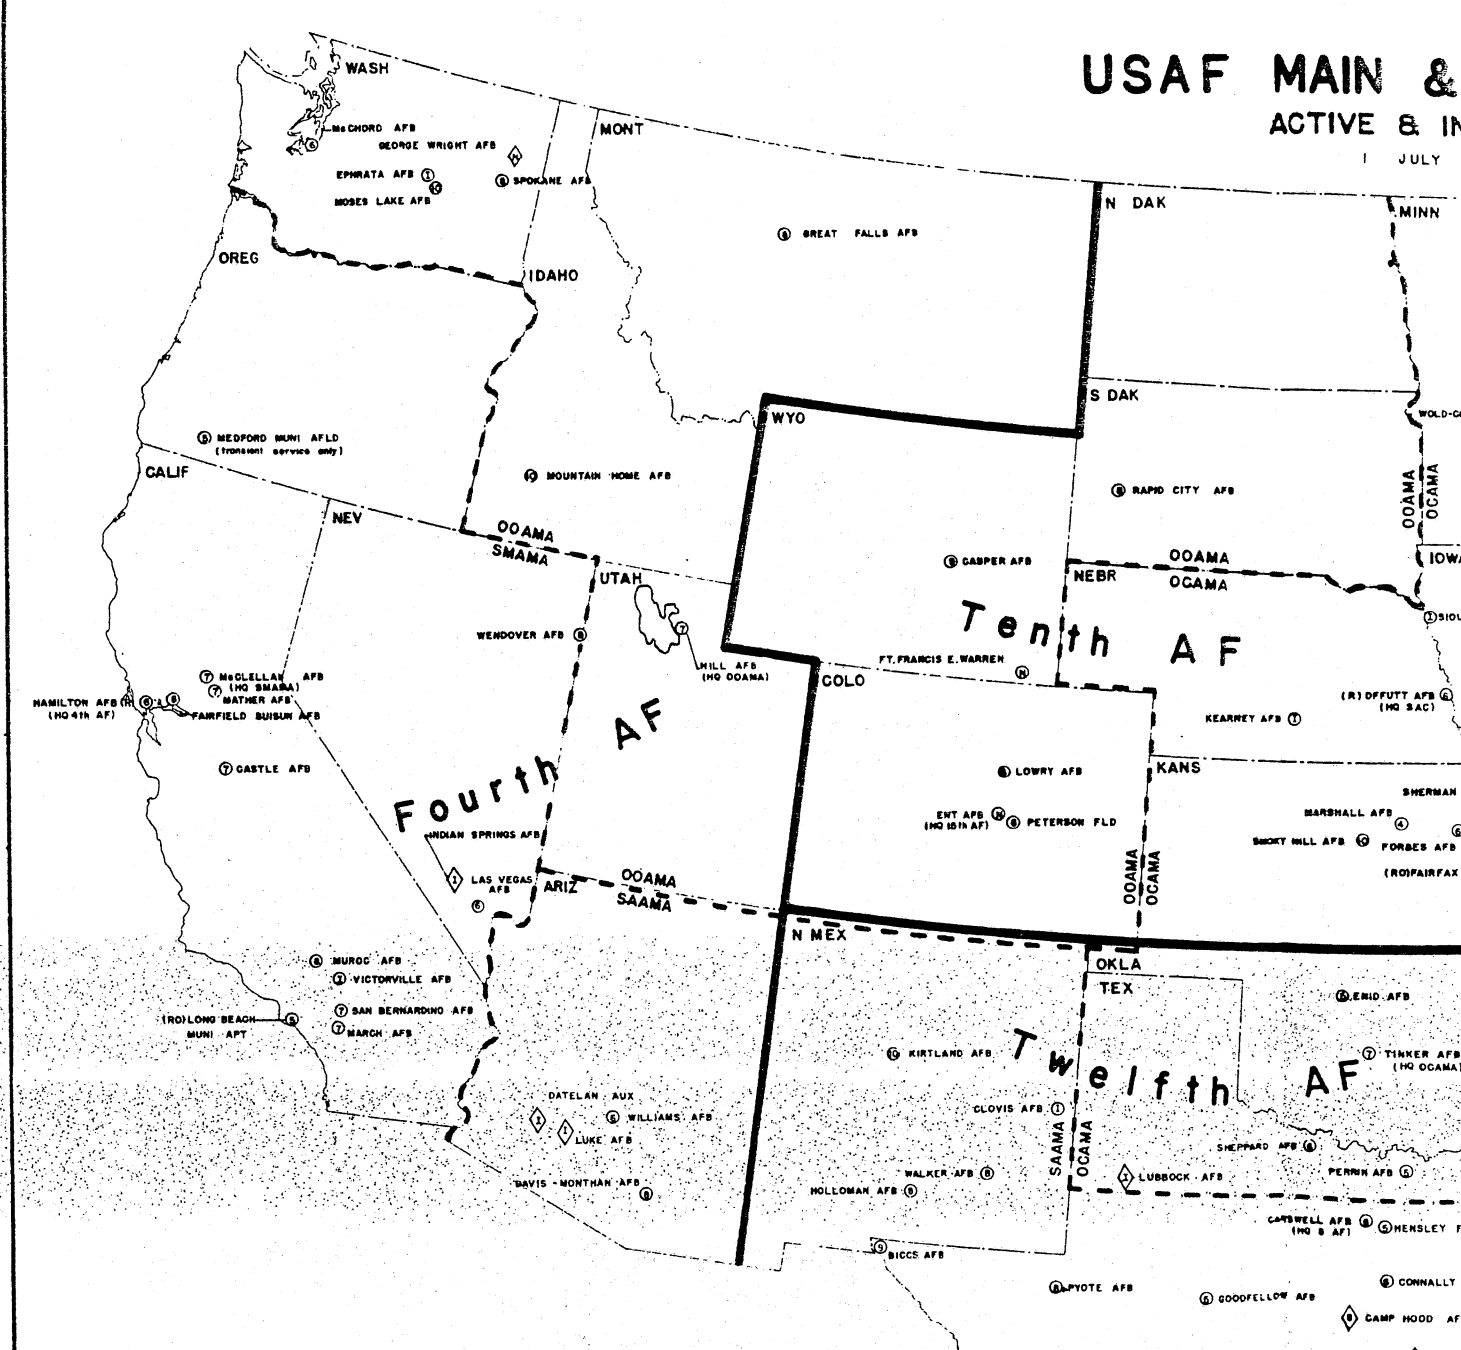 USAF MAIN &
ACTIVE & IN
1 JULY
WASH
McCHORD AFB
GEORGE WRIGHT AFB
EPHRATA AFB
MOSES LAKE AFB
SPOKANE AFB
MONT
GREAT FALLS AFB
N DAK
MINN
OREG
IDAHO
S DAK
WYO
WOLD-C
MEDFORD MUNI AFLD
(transient service only)
CALIF
MOUNTAIN HOME AFB
RAPID CITY AFB
OOAMA
OCAMA
NEV
OOAMA
SMAMA
CASPER AFB
OOAMA
OCAMA
IOWA
UTAH
NEBR
Tenth AF
SIOU
WENDOVER AFB
HILL AFB
(HQ OOAMA)
FT. FRANCIS E. WARREN
COLO
McCLELLAN AFB
(HQ SMAMA)
MATHER AFB
HAMILTON AFB
(HQ 4th AF)
FAIRFIELD SUISUN AFB
(R) OFFUTT AFB
(HQ SAC)
KEARNEY AFB
CASTLE AFB
Fourth AF
LOWRY AFB
KANS
SHERMAN
ENT AFB
(HQ 15th AF)
PETERSON FLD
MARSHALL AFB
SMOKY HILL AFB
FORBES AFB
(RO)FAIRFAX
INDIAN SPRINGS AFB
LAS VEGAS
AFB
ARIZ
OOAMA
SAAMA
OOAMA
OCAMA
N MEX
OKLA
TEX
MUROC AFB
VICTORVILLE AFB
SAN BERNARDINO AFB
MARCH AFB
(RO)LONG BEACH
MUNI APT
ENID AFB
KIRTLAND AFB
Twelfth AF
TINKER AFB
(HQ OCAMA)
DATELAN AUX
WILLIAMS AFB
LUKE AFB
CLOVIS AFB
SAAMA
OCAMA
SHEPPARD AFB
PERRIN AFB
DAVIS-MONTHAN AFB
WALKER AFB
HOLLOMAN AFB
LUBBOCK AFB
CARSWELL AFB
(HQ 8 AF)
HENSLEY F
BIGGS AFB
PYOTE AFB
GOODFELLOW AFB
CONNALLY
CAMP HOOD AF